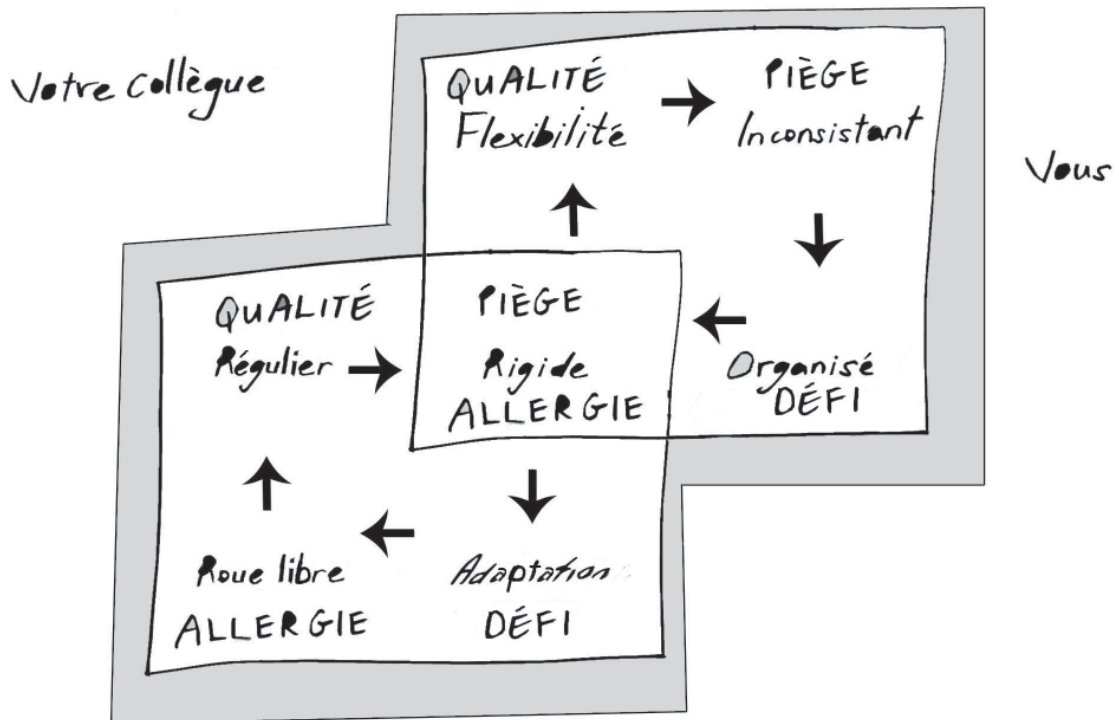 Votre collègue
QUALITÉ
Flexibilité
PIÈGE
Inconsistant
Vous
QUALITÉ
Régulier
PIÈGE
Rigide
ALLERGIE
Organisé
DÉFI
Roue libre
ALLERGIE
Adaptation
DÉFI